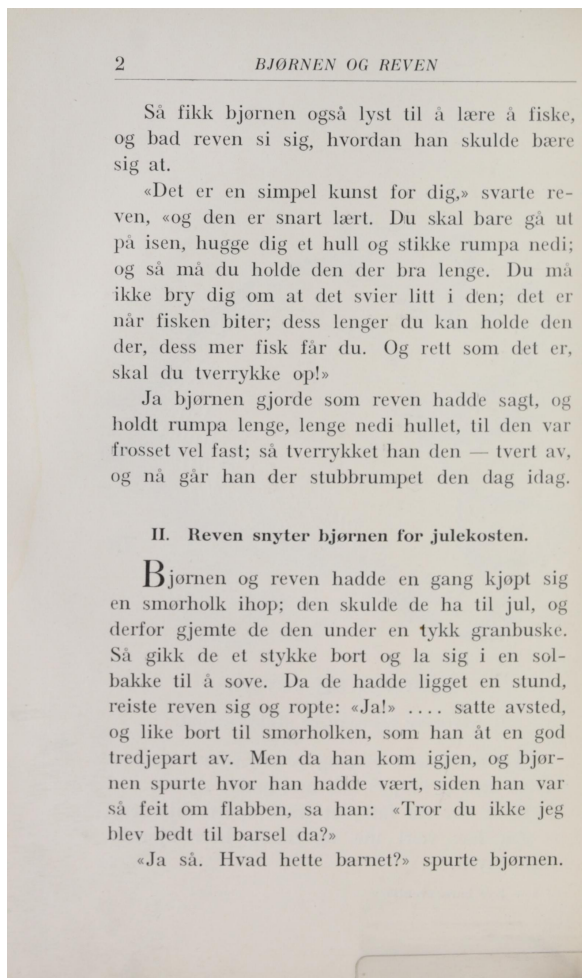 2 BJØRNEN OG REVEN
Så fikk bjørnen også lyst til å lære å fiske,
og bad reven si sig, hvordan han skulde bære
sig at.
«Det er en simpel kunst for dig,» svarte re-
ven, «og den er snart lært. Du skal bare gå ut
på isen, hugge dig et hull og stikke rumpa nedi;
og så må du holde den der bra lenge. Du må
ikke bry dig om at det svier litt i den; det er
når fisken biter; dess lenger du kan holde den
der, dess mer fisk får du. Og rett som det er,
skal du tverrykke op!»
Ja bjørnen gjorde som reven hadde sagt, og
holdt rumpa lenge, lenge nedi hullet, til den var
frosset vel fast; så tverrykket han den — tvert av,
og nå går han der stubbrumpet den dag idag.
II. Reven snyter bjørnen for julekosten.
Bjørnen og reven hadde en gang kjøpt sig
en smørholk ihop; den skulde de ha til jul, og
derfor gjemte de den under en tykk granbuske.
Så gikk de et stykke bort og la sig i en sol-
bakke til å sove. Da de hadde ligget en stund,
reiste reven sig og ropte: «Ja!» .... satte avsted,
og like bort til smørholken, som han åt en god
tredjepart av. Men da han kom igjen, og bjør-
nen spurte hvor han hadde vært, siden han var
så feit om flabben, sa han: «Tror du ikke jeg
blev bedt til barsel da?»
«Ja så. Hvad hette barnet?» spurte bjørnen.